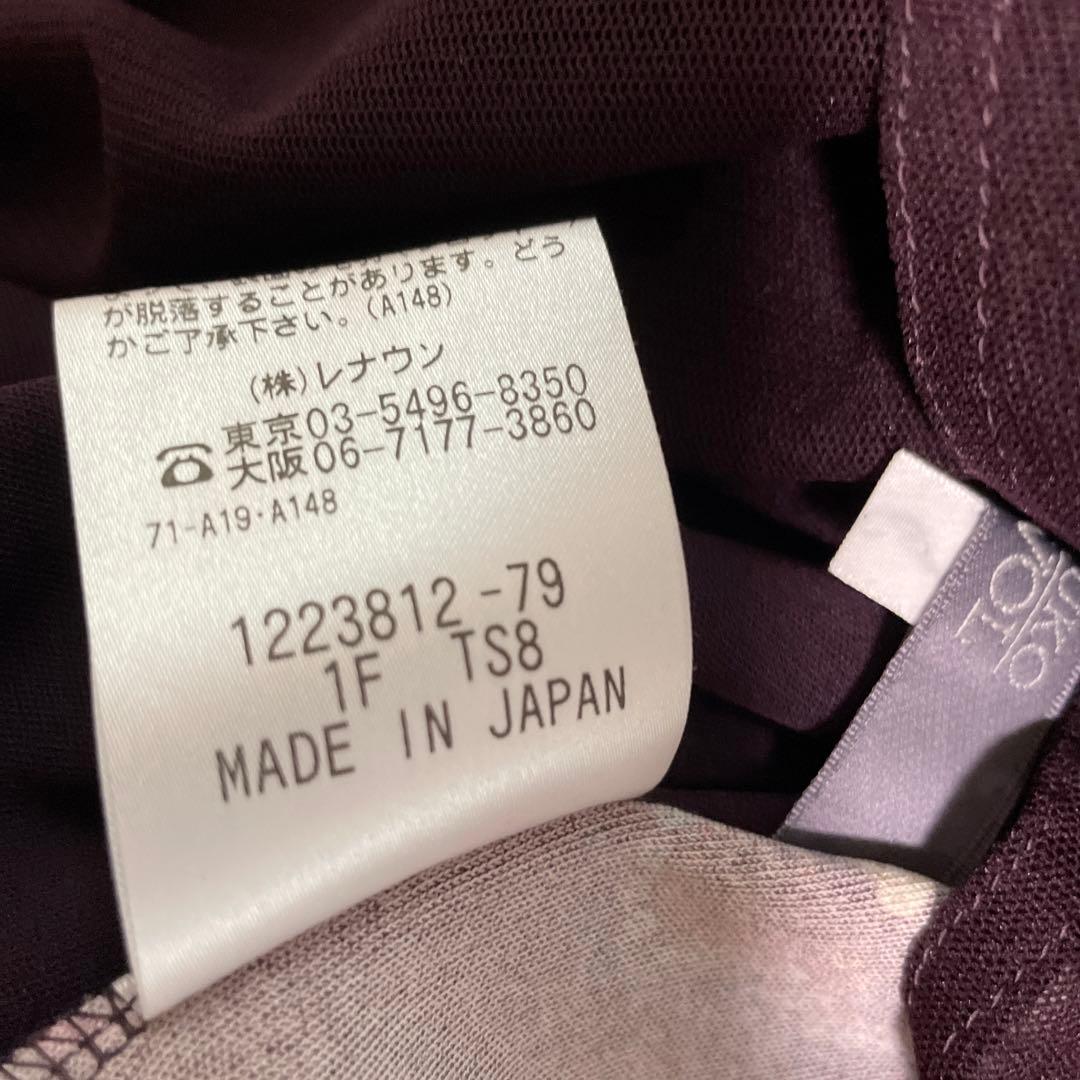 が脱落することがあります。どう
かご了承下さい。(A148)
(株)レナウン
☎東京03-5496-8350
大阪06-7177-3860
71-A19・A148
1223812-79
1F TS8
MADE IN JAPAN